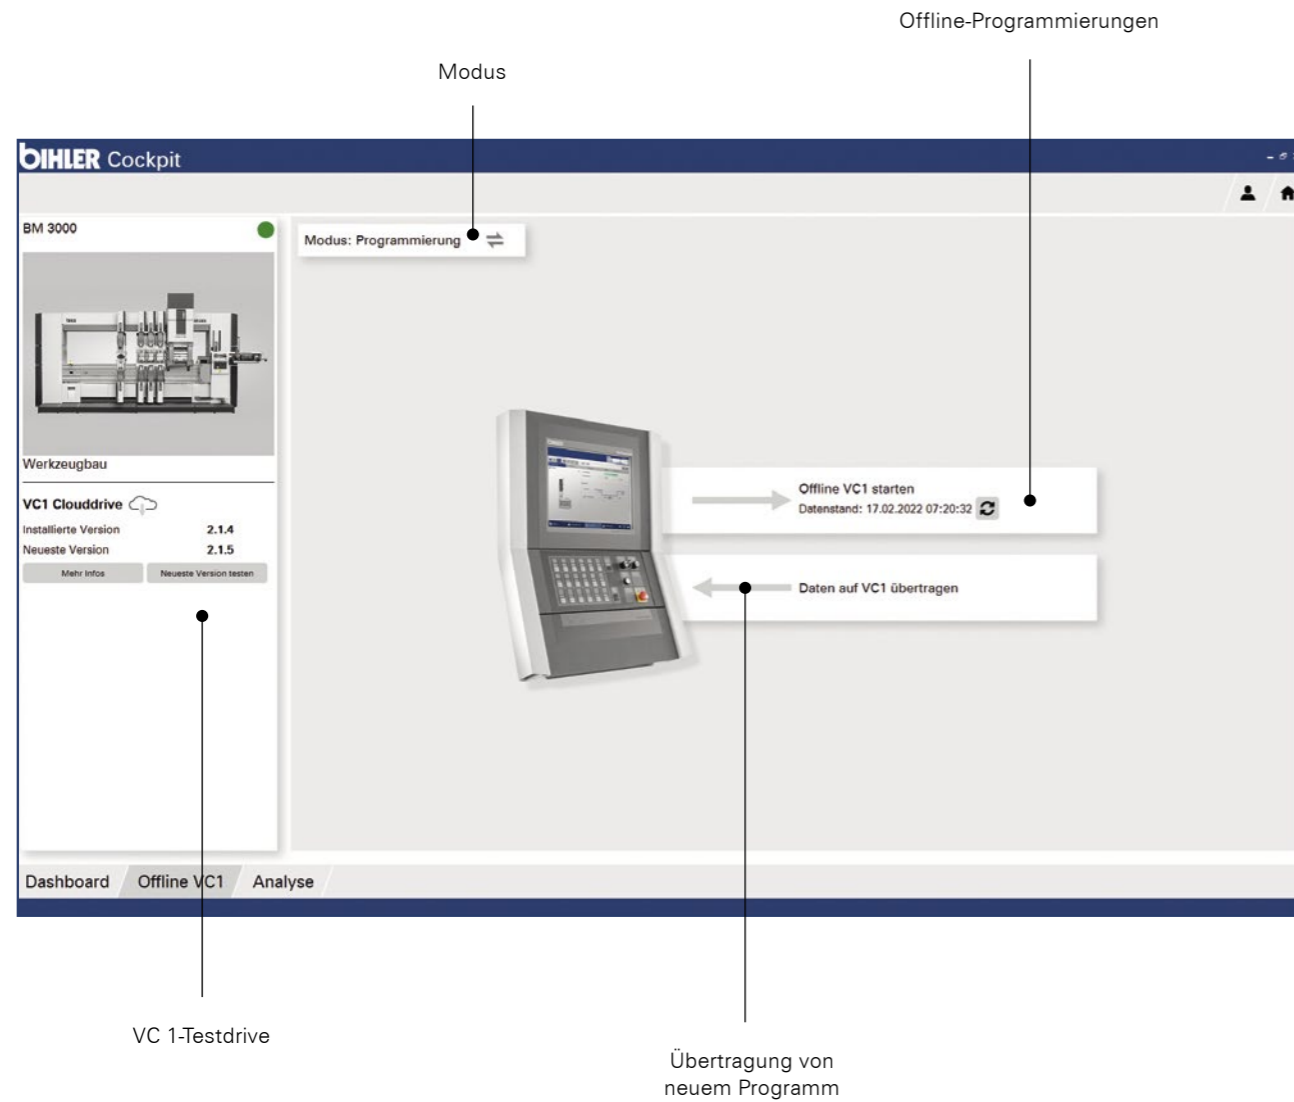 Offline-Programmierungen
Modus
BIHLER Cockpit
BM 3000
Modus: Programmierung
Werkzeugbau
VC1 Clouddrive
Installierte Version 2.1.4
Neueste Version 2.1.5
Mehr Infos Neueste Version testen
Offline VC1 starten
Datenstand: 17.02.2022 07:20:32
Daten auf VC1 übertragen
Dashboard Offline VC1 Analyse
VC 1-Testdrive
Übertragung von
neuem Programm